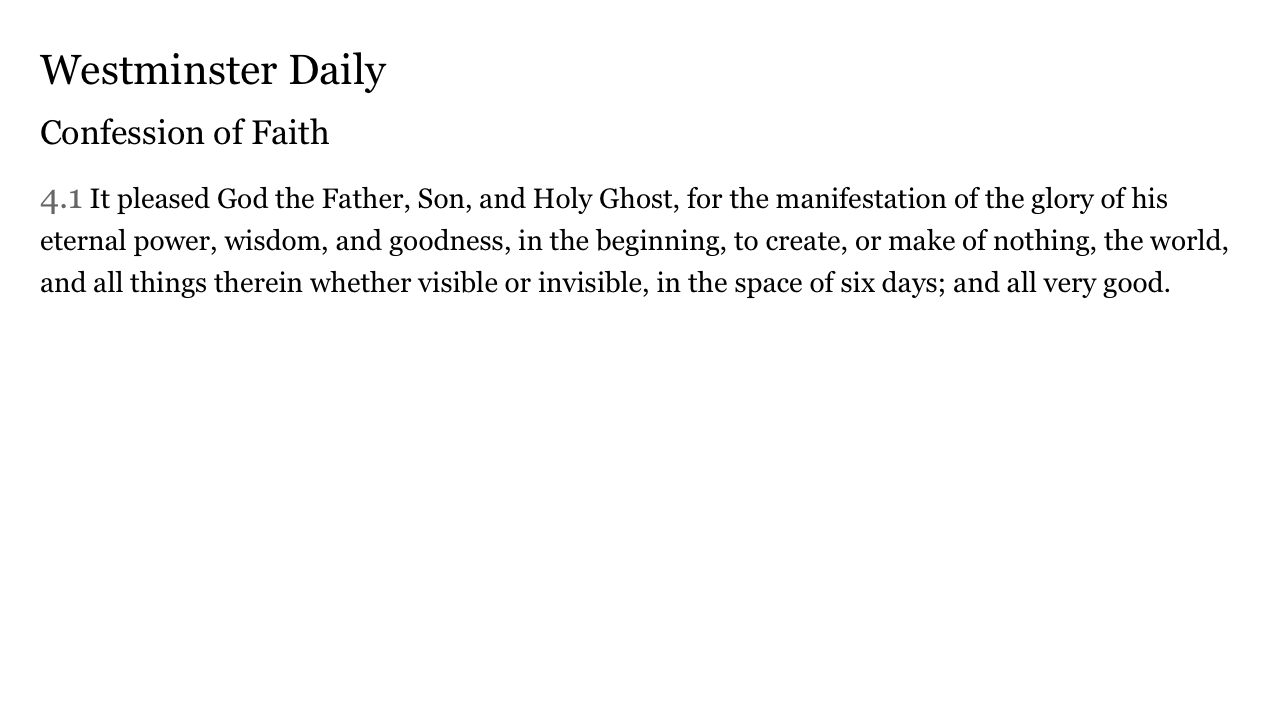 Westminster Daily
Confession of Faith
4.1 It pleased God the Father, Son, and Holy Ghost, for the manifestation of the glory of his
eternal power, wisdom, and goodness, in the beginning, to create, or make of nothing, the world,
and all things therein whether visible or invisible, in the space of six days; and all very good.